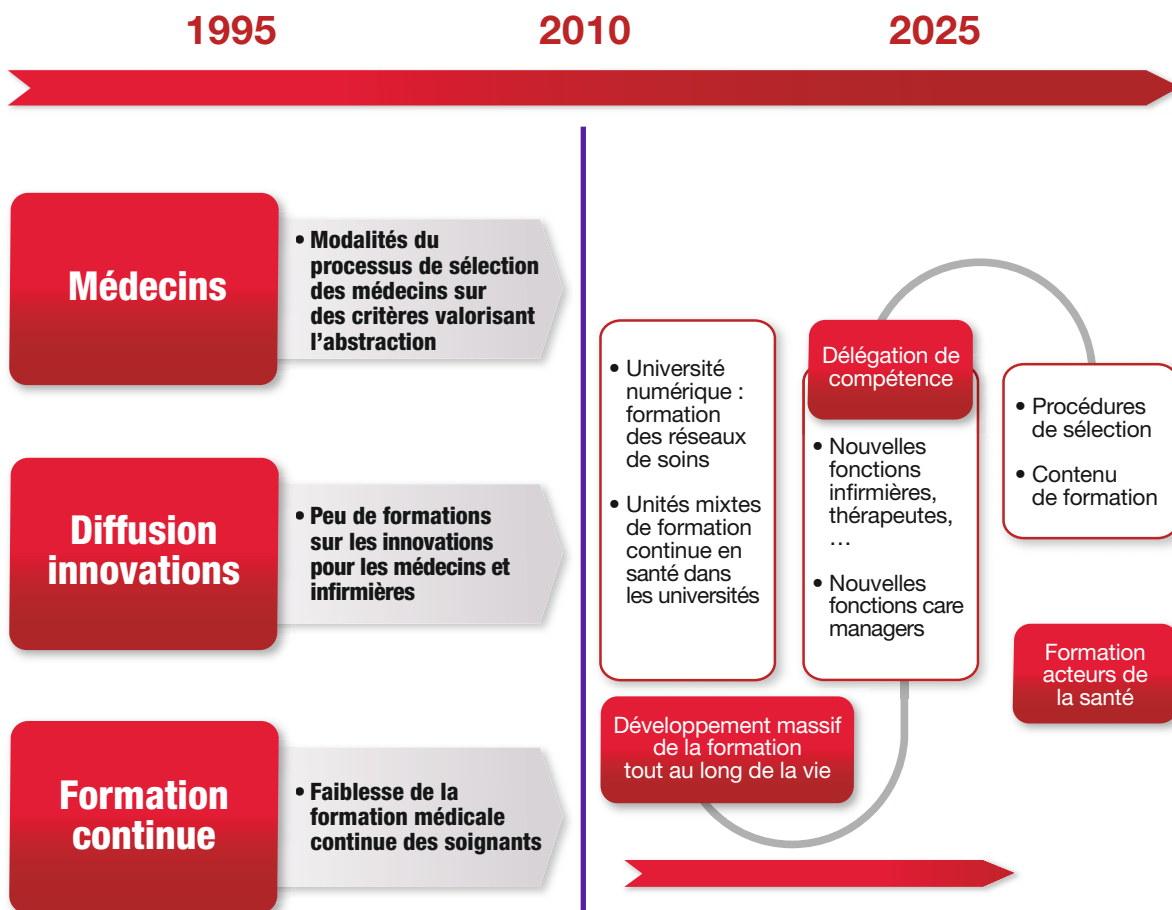 1995
2010
2025
Médecins
• Modalités du
processus de sélection
des médecins sur
des critères valorisant
l'abstraction
Diffusion
innovations
• Peu de formations
sur les innovations
pour les médecins et
infirmières
Formation
continue
• Faiblesse de la
formation médicale
continue des soignants
• Université
numérique :
formation
des réseaux
de soins
• Unités mixtes
de formation
continue en
santé dans
les universités
Développement massif
de la formation
tout au long de la vie
Délégation de
compétence
• Nouvelles
fonctions
infirmières,
thérapeutes,
…
• Nouvelles
fonctions care
managers
• Procédures
de sélection
• Contenu
de formation
Formation
acteurs de
la santé